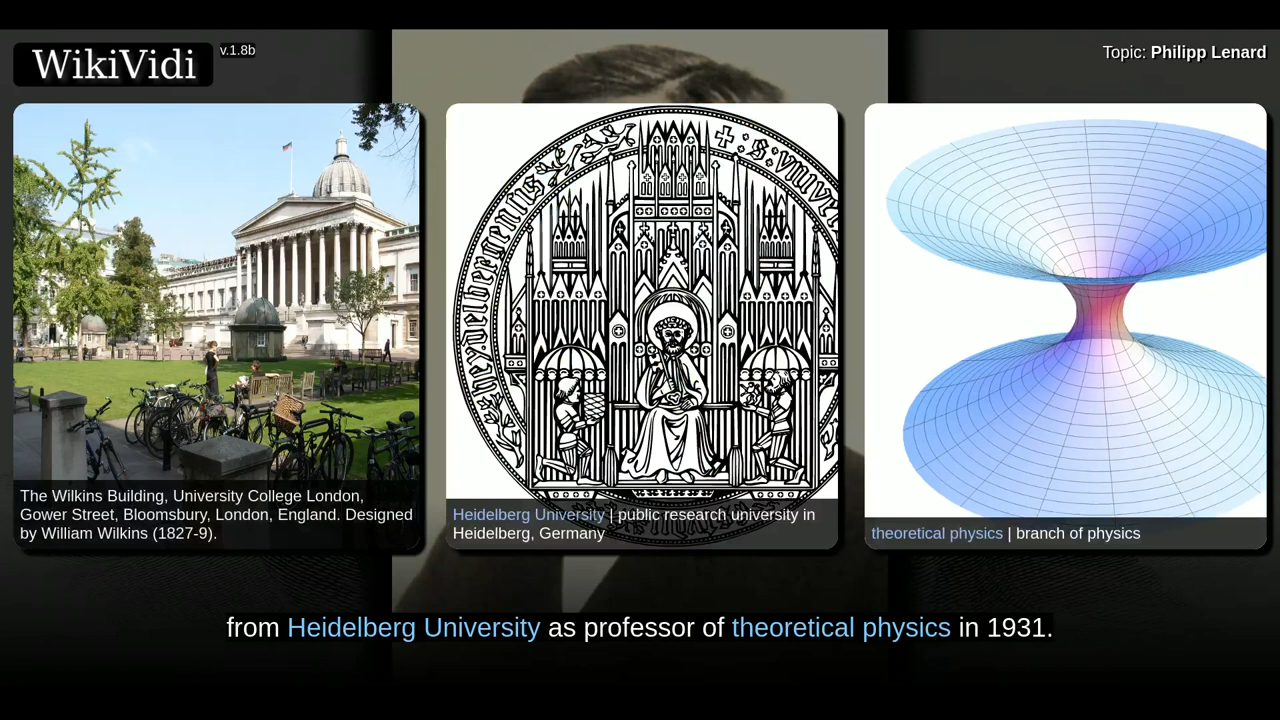 WikiVidi
v.1.8b
Topic: Philipp Lenard
The Wilkins Building, University College London,
Gower Street, Bloomsbury, London, England. Designed
by William Wilkins (1827-9).
Heidelberg University | public research university in
Heidelberg, Germany
theoretical physics | branch of physics
from Heidelberg University as professor of theoretical physics in 1931.